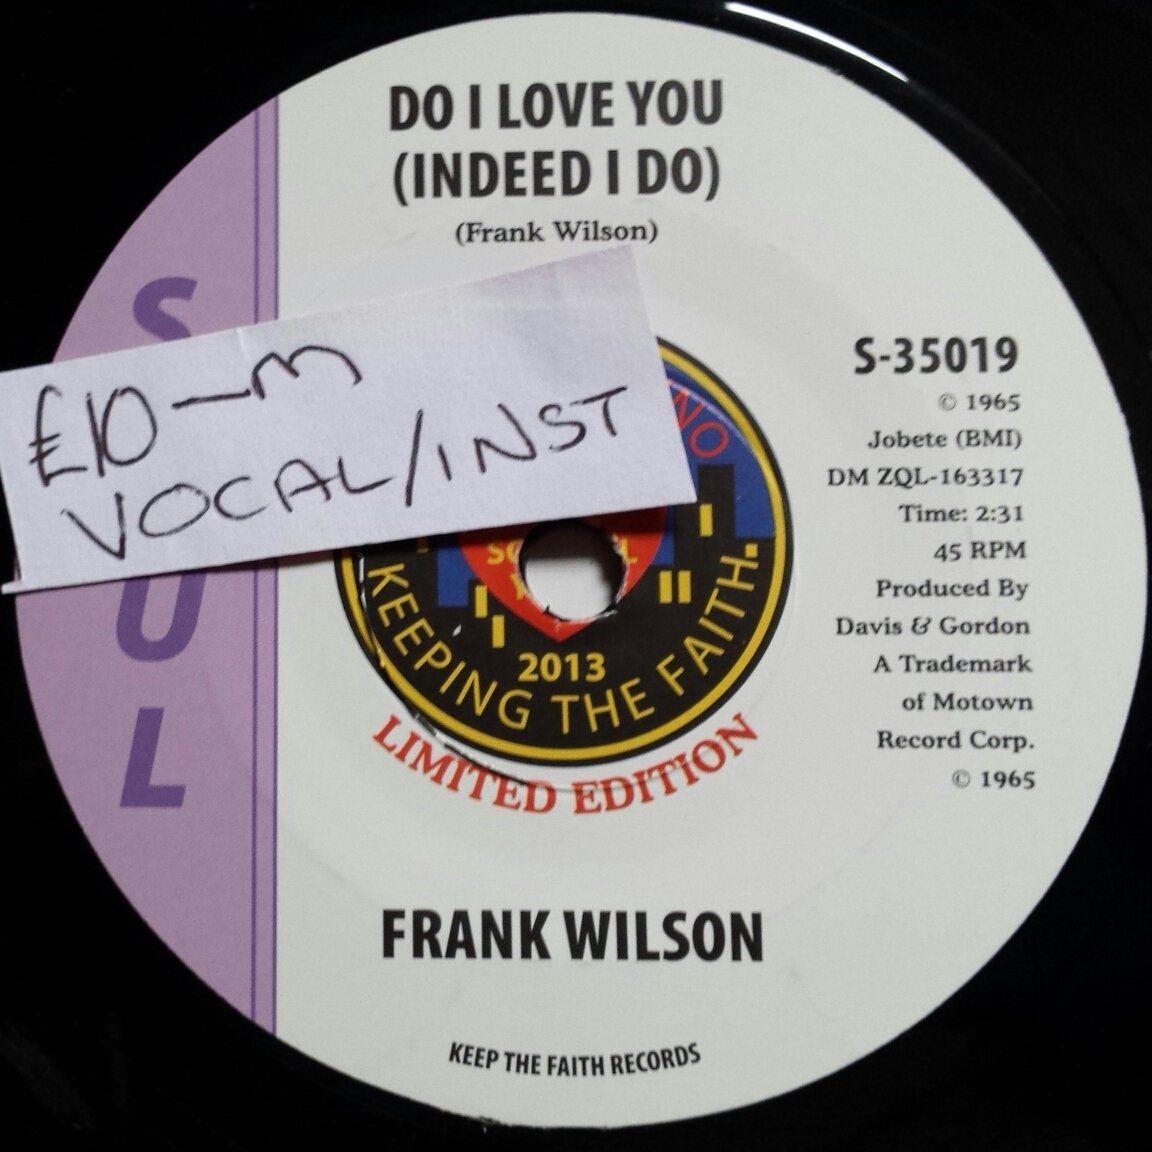 DO I LOVE YOU
(INDEED I DO)
(Frank Wilson)
£10 - M
VOCAL/INST
S-35019
© 1965
Jobete (BMI)
DM ZQL-163317
Time: 2:31
45 RPM
Produced By
Davis & Gordon
A Trademark
of Motown
Record Corp.
© 1965
2013
KEEPING THE FAITH.
LIMITED EDITION
FRANK WILSON
KEEP THE FAITH RECORDS